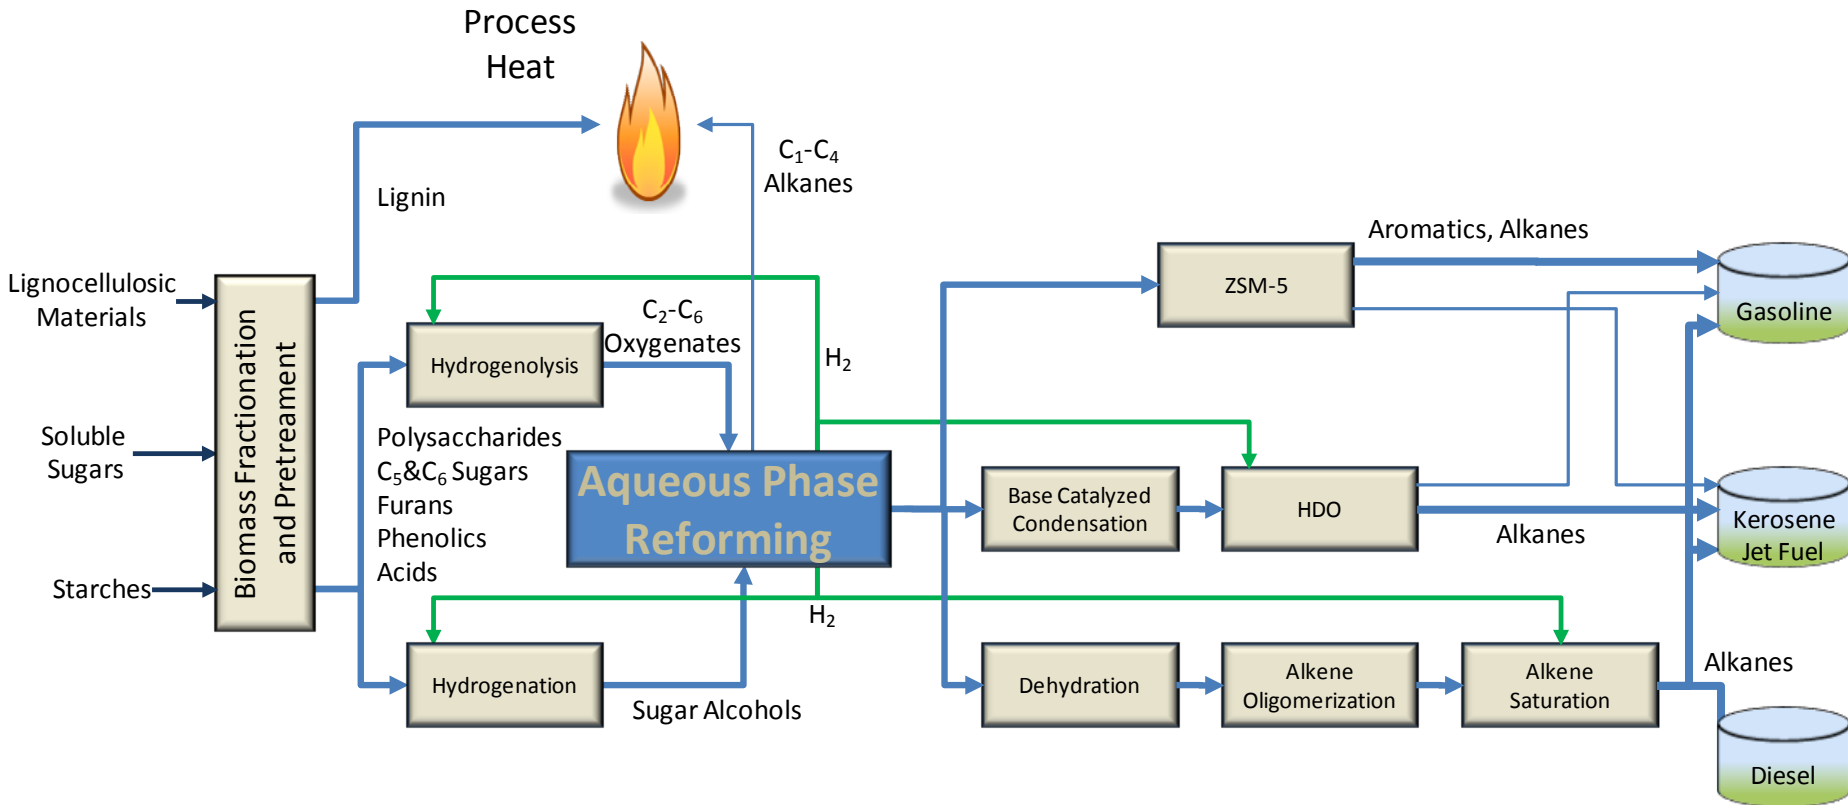 Process
Heat
C₁-C₄
Alkanes
Lignin
Lignocellulosic
Materials
Soluble
Sugars
Starches
Biomass Fractionation
and Pretreament
Hydrogenolysis
C₂-C₆
Oxygenates
H₂
Polysaccharides
C₅&C₆ Sugars
Furans
Phenolics
Acids
Aqueous Phase
Reforming
H₂
Hydrogenation
Sugar Alcohols
ZSM-5
Aromatics, Alkanes
Gasoline
Base Catalyzed
Condensation
HDO
Alkanes
Kerosene
Jet Fuel
Dehydration
Alkene
Oligomerization
Alkene
Saturation
Alkanes
Diesel